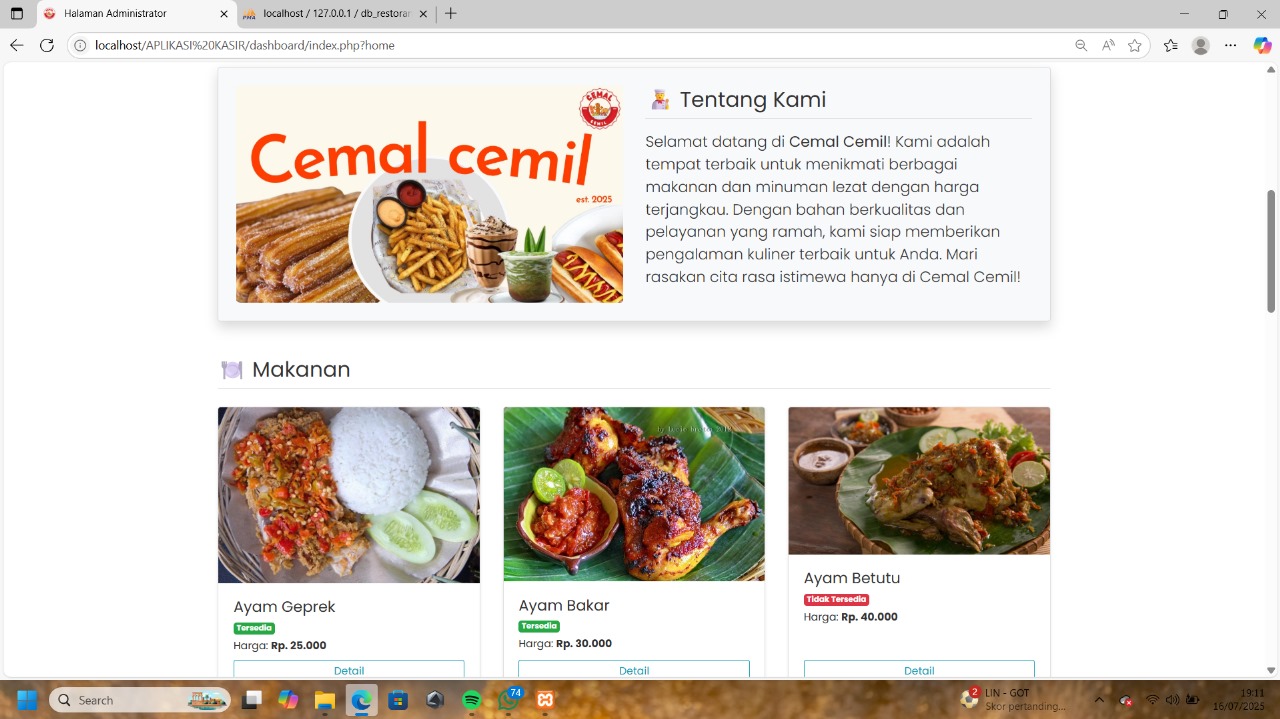 Halaman Administrator
localhost / 127.0.0.1 / db_restoran
localhost/APLIKASI%20KASIR/dashboard/index.php?home
CEMAL
CEMIL
Cemal cemil
est. 2025
Tentang Kami
Selamat datang di Cemal Cemil! Kami adalah
tempat terbaik untuk menikmati berbagai
makanan dan minuman lezat dengan harga
terjangkau. Dengan bahan berkualitas dan
pelayanan yang ramah, kami siap memberikan
pengalaman kuliner terbaik untuk Anda. Mari
rasakan cita rasa istimewa hanya di Cemal Cemil!
Makanan
Ayam Geprek
Tersedia
Harga: Rp. 25.000
Detail
Ayam Bakar
Tersedia
Harga: Rp. 30.000
Detail
Ayam Betutu
Tidak Tersedia
Harga: Rp. 40.000
Detail
Search
74
2
LIN - GOT
Skor pertanding...
19:11
16/07/2025